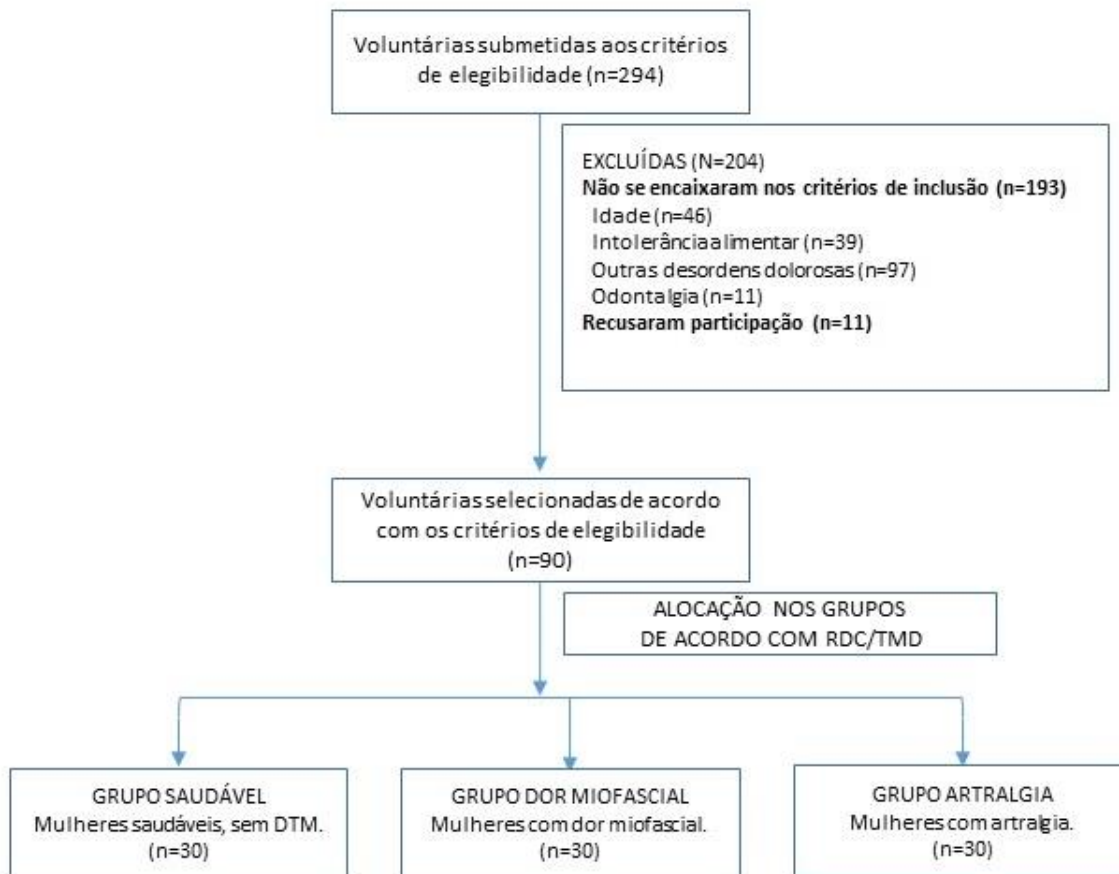 Voluntárias submetidas aos critérios
de elegibilidade (n=294)
EXCLUÍDAS (N=204)
Não se encaixaram nos critérios de inclusão (n=193)
Idade (n=46)
Intolerância alimentar (n=39)
Outras desordens dolorosas (n=97)
Odontalgia (n=11)
Recusaram participação (n=11)
Voluntárias selecionadas de acordo
com os critérios de elegibilidade
(n=90)
ALOCAÇÃO NOS GRUPOS
DE ACORDO COM RDC/TMD
GRUPO SAUDÁVEL
Mulheres saudáveis, sem DTM.
(n=30)
GRUPO DOR MIOFASCIAL
Mulheres com dor miofascial.
(n=30)
GRUPO ARTRALGIA
Mulheres com artralgia.
(n=30)